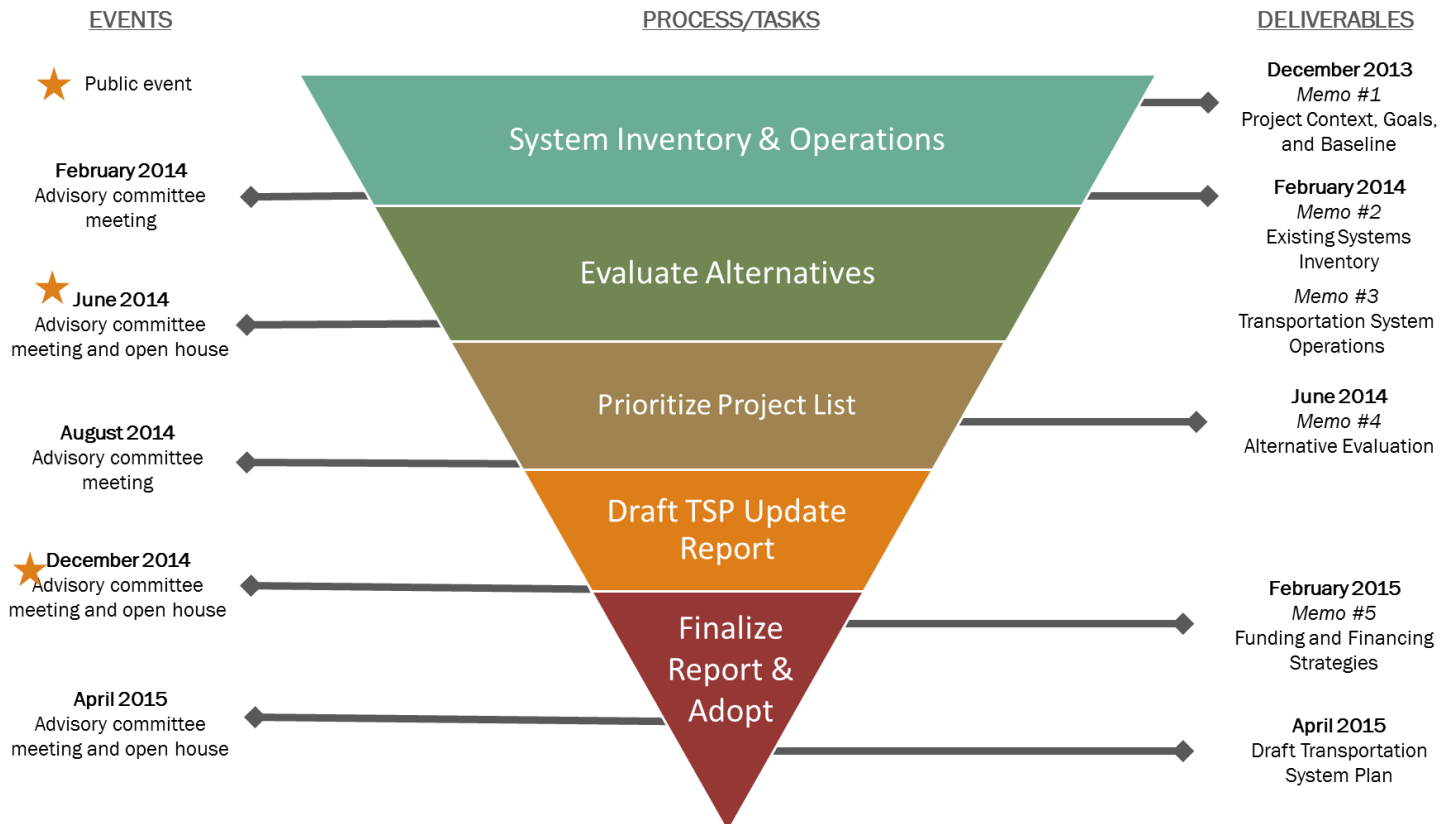 EVENTS
PROCESS/TASKS
DELIVERABLES
Public event
February 2014
Advisory committee
meeting
June 2014
Advisory committee
meeting and open house
August 2014
Advisory committee
meeting
December 2014
Advisory committee
meeting and open house
April 2015
Advisory committee
meeting and open house
System Inventory & Operations
Evaluate Alternatives
Prioritize Project List
Draft TSP Update
Report
Finalize
Report &
Adopt
December 2013
Memo #1
Project Context, Goals,
and Baseline
February 2014
Memo #2
Existing Systems
Inventory
Memo #3
Transportation System
Operations
June 2014
Memo #4
Alternative Evaluation
February 2015
Memo #5
Funding and Financing
Strategies
April 2015
Draft Transportation
System Plan